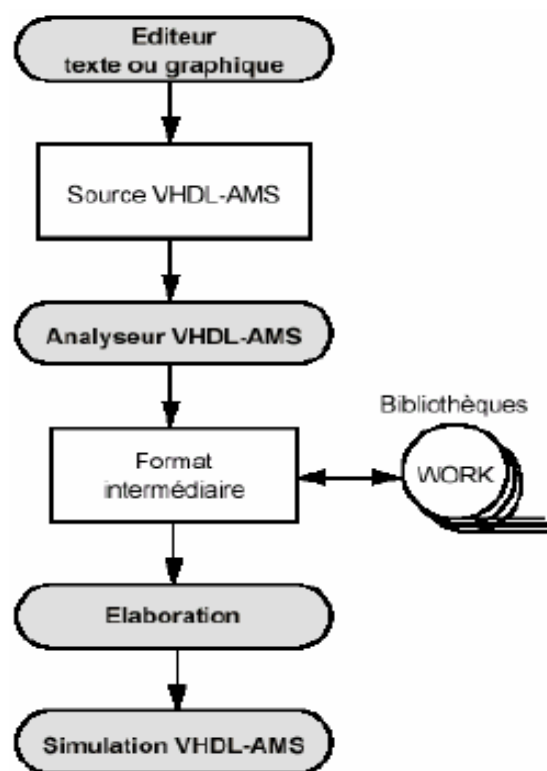 Editeur
texte ou graphique
Source VHDL-AMS
Analyseur VHDL-AMS
Bibliothèques
Format
intermédiaire
WORK
Elaboration
Simulation VHDL-AMS